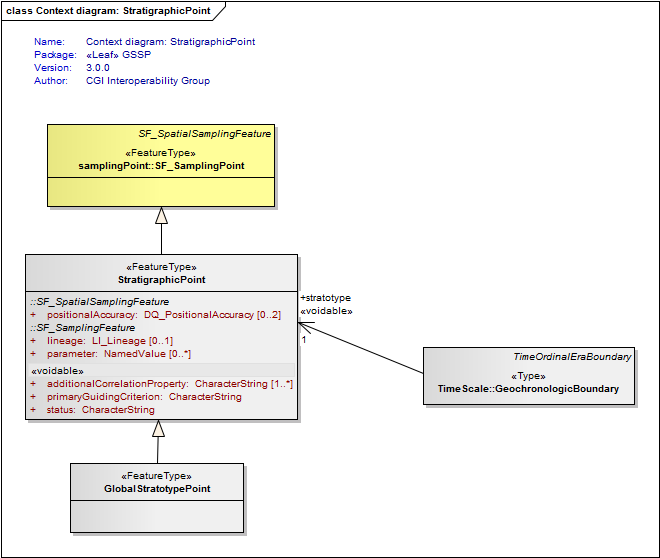 class Context diagram: StratigraphicPoint
Name: Context diagram: StratigraphicPoint
Package: «Leaf» GSSP
Version: 3.0.0
Author: CGI Interoperability Group
SF_SpatialSamplingFeature
«FeatureType»
samplingPoint::SF_SamplingPoint
«FeatureType»
StratigraphicPoint
::SF_SpatialSamplingFeature
+ positionalAccuracy: DQ_PositionalAccuracy [0..2]
::SF_SamplingFeature
+ lineage: LI_Lineage [0..1]
+ parameter: NamedValue [0..*]
«voidable»
+ additionalCorrelationProperty: CharacterString [1..*]
+ primaryGuidingCriterion: CharacterString
+ status: CharacterString
+stratotype
«voidable»
1
TimeOrdinalEraBoundary
«Type»
TimeScale::GeochronologicBoundary
«FeatureType»
GlobalStratotypePoint